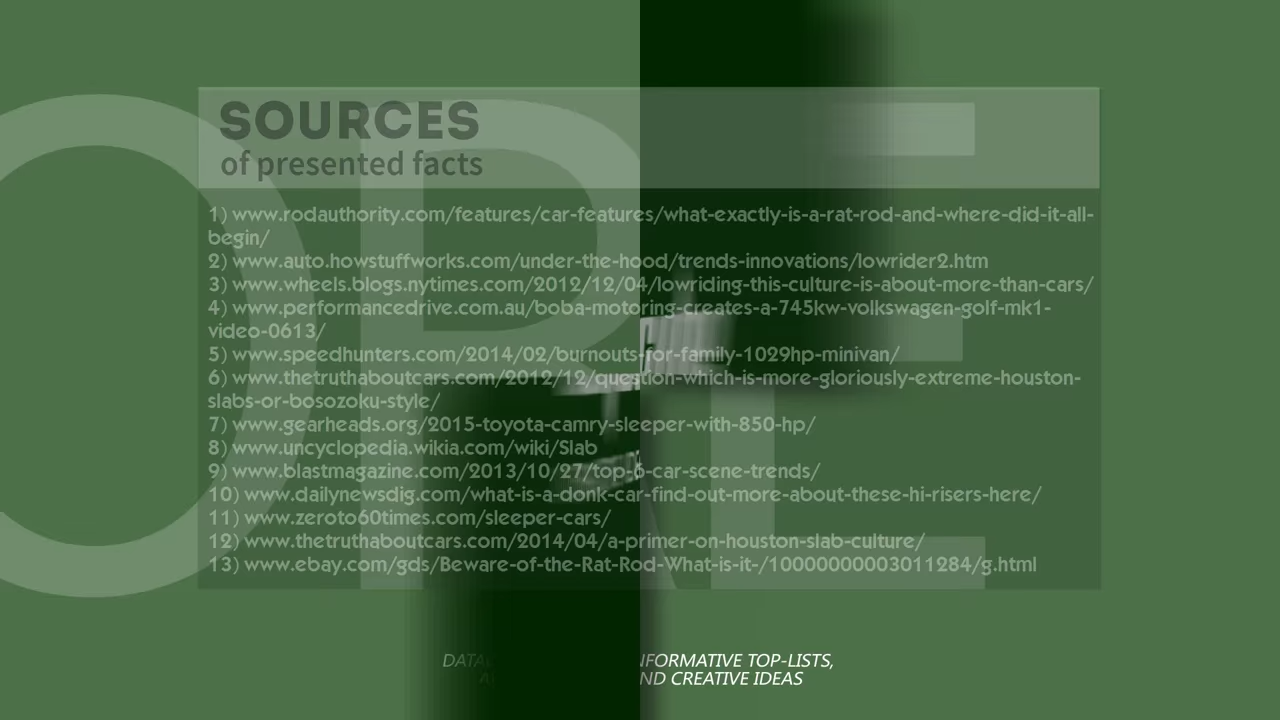 SOURCES
of presented facts
1) www.rodauthority.com/features/car-features/what-exactly-is-a-rat-rod-and-where-did-it-all-
begin/
2) www.auto.howstuffworks.com/under-the-hood/trends-innovations/lowrider2.htm
3) www.wheels.blogs.nytimes.com/2012/12/04/lowriding-this-culture-is-about-more-than-cars/
4) www.performancedrive.com.au/boba-motoring-creates-a-745kw-volkswagen-golf-mk1-
video-0613/
5) www.speedhunters.com/2014/02/burnouts-for-family-1029hp-minivan/
6) www.thetruthaboutcars.com/2012/12/question-which-is-more-gloriously-extreme-houston-
slabs-or-bosozoku-style/
7) www.gearheads.org/2015-toyota-camry-sleeper-with-850-hp/
8) www.uncyclopedia.wikia.com/wiki/Slab
9) www.blastmagazine.com/2013/10/27/top-6-car-scene-trends/
10) www.dailynewsdig.com/what-is-a-donk-car-find-out-more-about-these-hi-risers-here/
11) www.zeroto60times.com/sleeper-cars/
12) www.thetruthaboutcars.com/2014/04/a-primer-on-houston-slab-culture/
13) www.ebay.com/gds/Beware-of-the-Rat-Rod-What-is-it-/10000000003011284/g.html
ORE
TOP-LISTS,
CREATIVE IDEAS